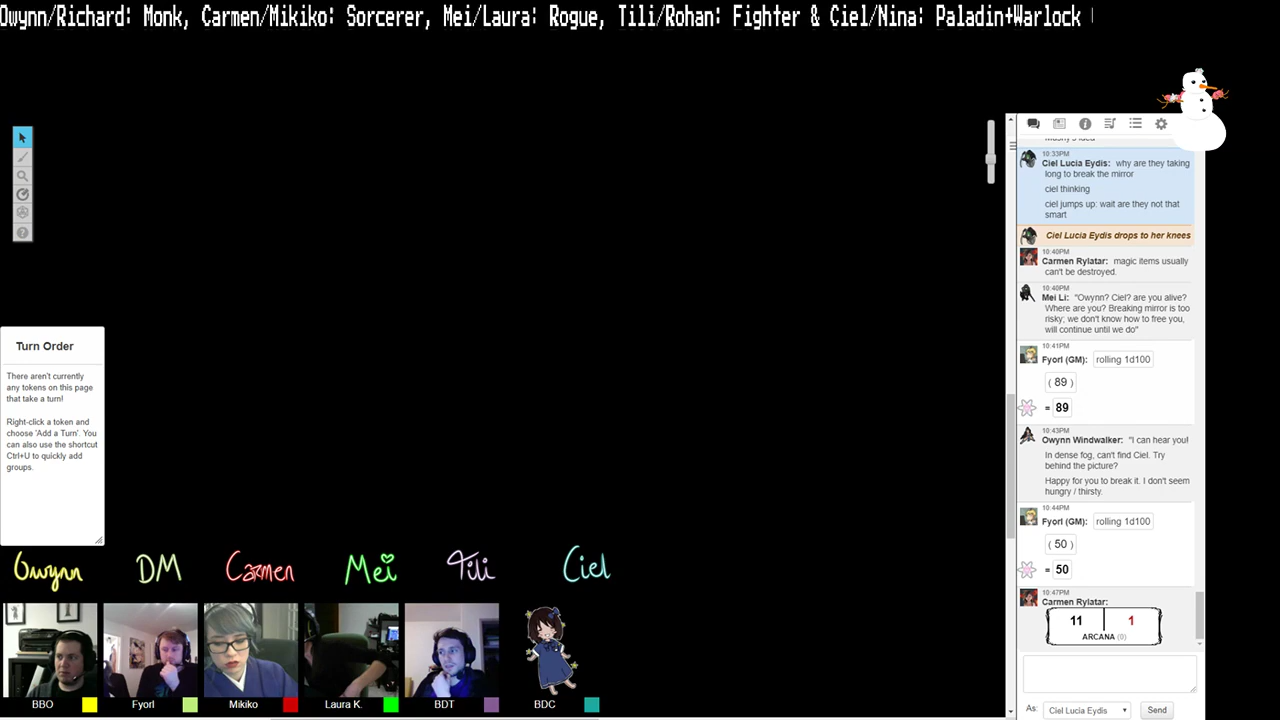 Owynn/Richard: Monk, Carmen/Mikiko: Sorcerer, Mei/Laura: Rogue, Tili/Rohan: Fighter & Ciel/Nina: Paladin+Warlock
10:33PM
Ciel Lucia Eydis: why are they taking
long to break the mirror
ciel thinking
ciel jumps up: wait are they not that
smart
Ciel Lucia Eydis drops to her knees
10:40PM
Carmen Rylatar: magic items usually
can't be destroyed.
10:40PM
Mei Li: "Owynn? Ciel? are you alive?
Where are you? Breaking mirror is too
risky; we don't know how to free you,
will continue until we do"
10:41PM
Fyorl (GM): rolling 1d100
( 89 )
= 89
10:43PM
Owynn Windwalker: "I can hear you!
In dense fog, can't find Ciel. Try
behind the picture?
Happy for you to break it. I don't seem
hungry / thirsty.
10:44PM
Fyorl (GM): rolling 1d100
( 50 )
= 50
10:47PM
Carmen Rylatar:
11 1
ARCANA (0)
As: Ciel Lucia Eydis Send
Turn Order
There aren't currently
any tokens on this page
that take a turn!
Right-click a token and
choose 'Add a Turn'. You
can also use the shortcut
Ctrl+U to quickly add
groups.
Owynn DM Carmen Mei Tili Ciel
BBO Fyorl Mikiko Laura K. BDT BDC